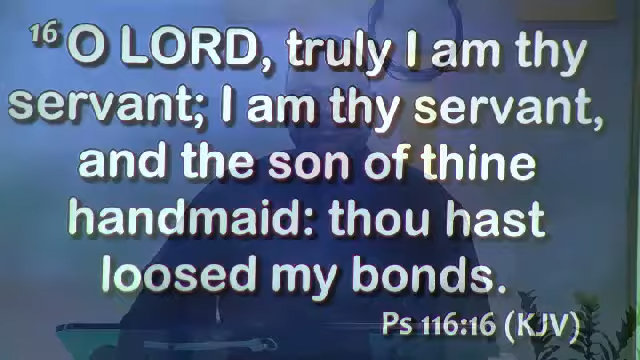 16 O LORD, truly I am thy
servant; I am thy servant,
and the son of thine
handmaid: thou hast
loosed my bonds.
Ps 116:16 (KJV)